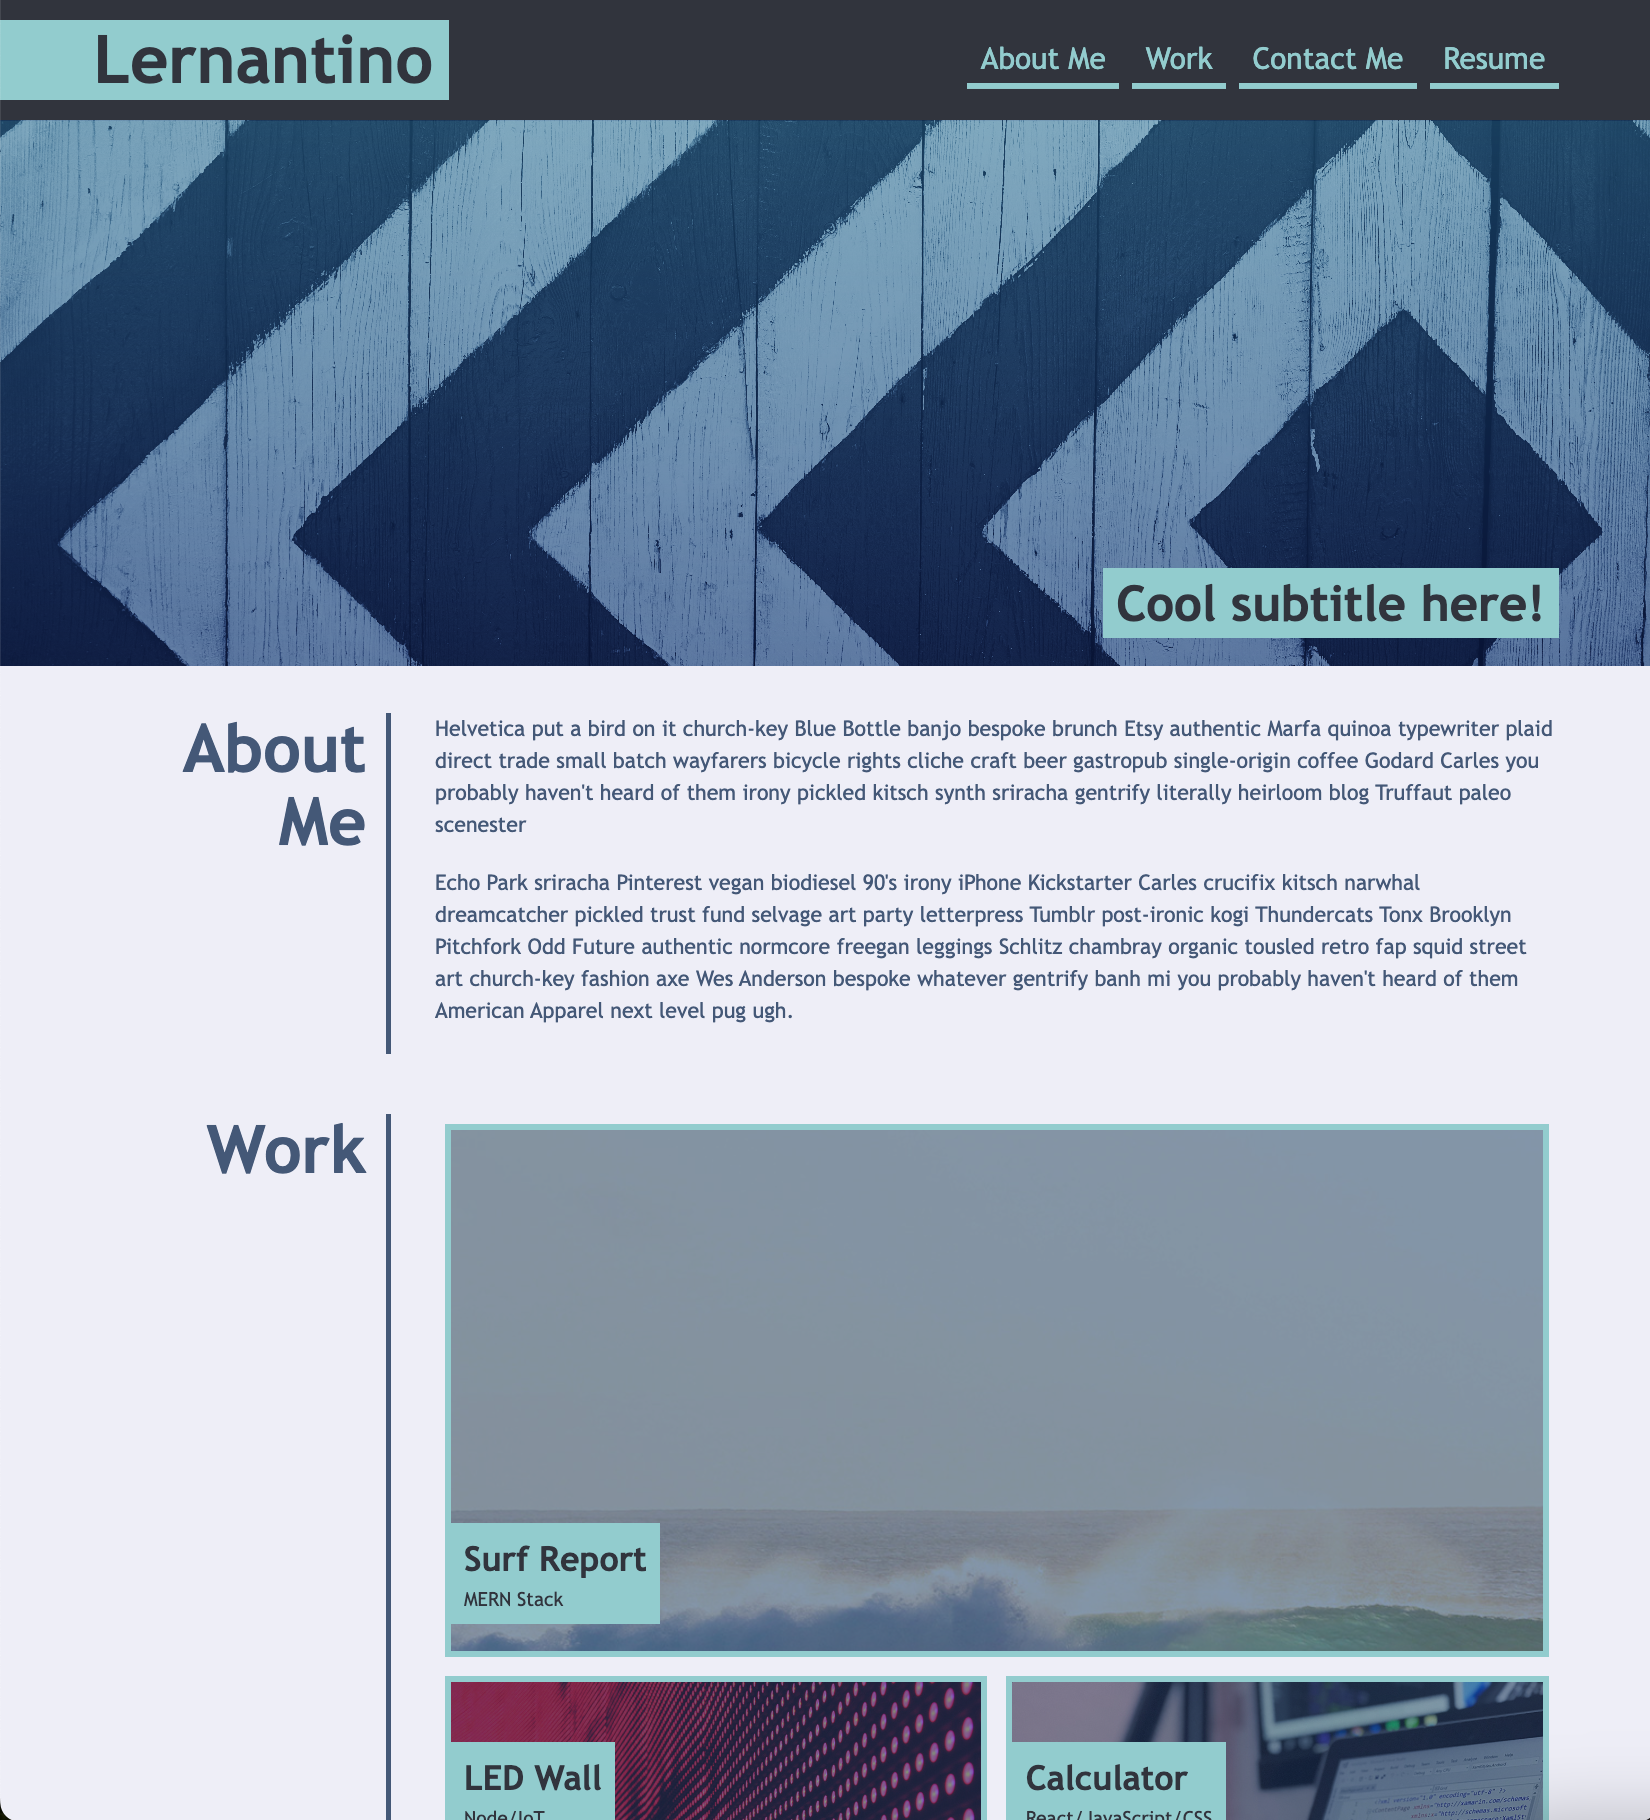 Lernantino
About Me
Work
Contact Me
Resume
Cool subtitle here!
About
Me
Helvetica put a bird on it church-key Blue Bottle banjo bespoke brunch Etsy authentic Marfa quinoa typewriter plaid
direct trade small batch wayfarers bicycle rights cliche craft beer gastropub single-origin coffee Godard Carles you
probably haven't heard of them irony pickled kitsch synth sriracha gentrify literally heirloom blog Truffaut paleo
scenester
Echo Park sriracha Pinterest vegan biodiesel 90's irony iPhone Kickstarter Carles crucifix kitsch narwhal
dreamcatcher pickled trust fund selvage art party letterpress Tumblr post-ironic kogi Thundercats Tonx Brooklyn
Pitchfork Odd Future authentic normcore freegan leggings Schlitz chambray organic tousled retro fap squid street
art church-key fashion axe Wes Anderson bespoke whatever gentrify banh mi you probably haven't heard of them
American Apparel next level pug ugh.
Work
Surf Report
MERN Stack
LED Wall
Node/IoT
Calculator
React/JavaScript/CSS